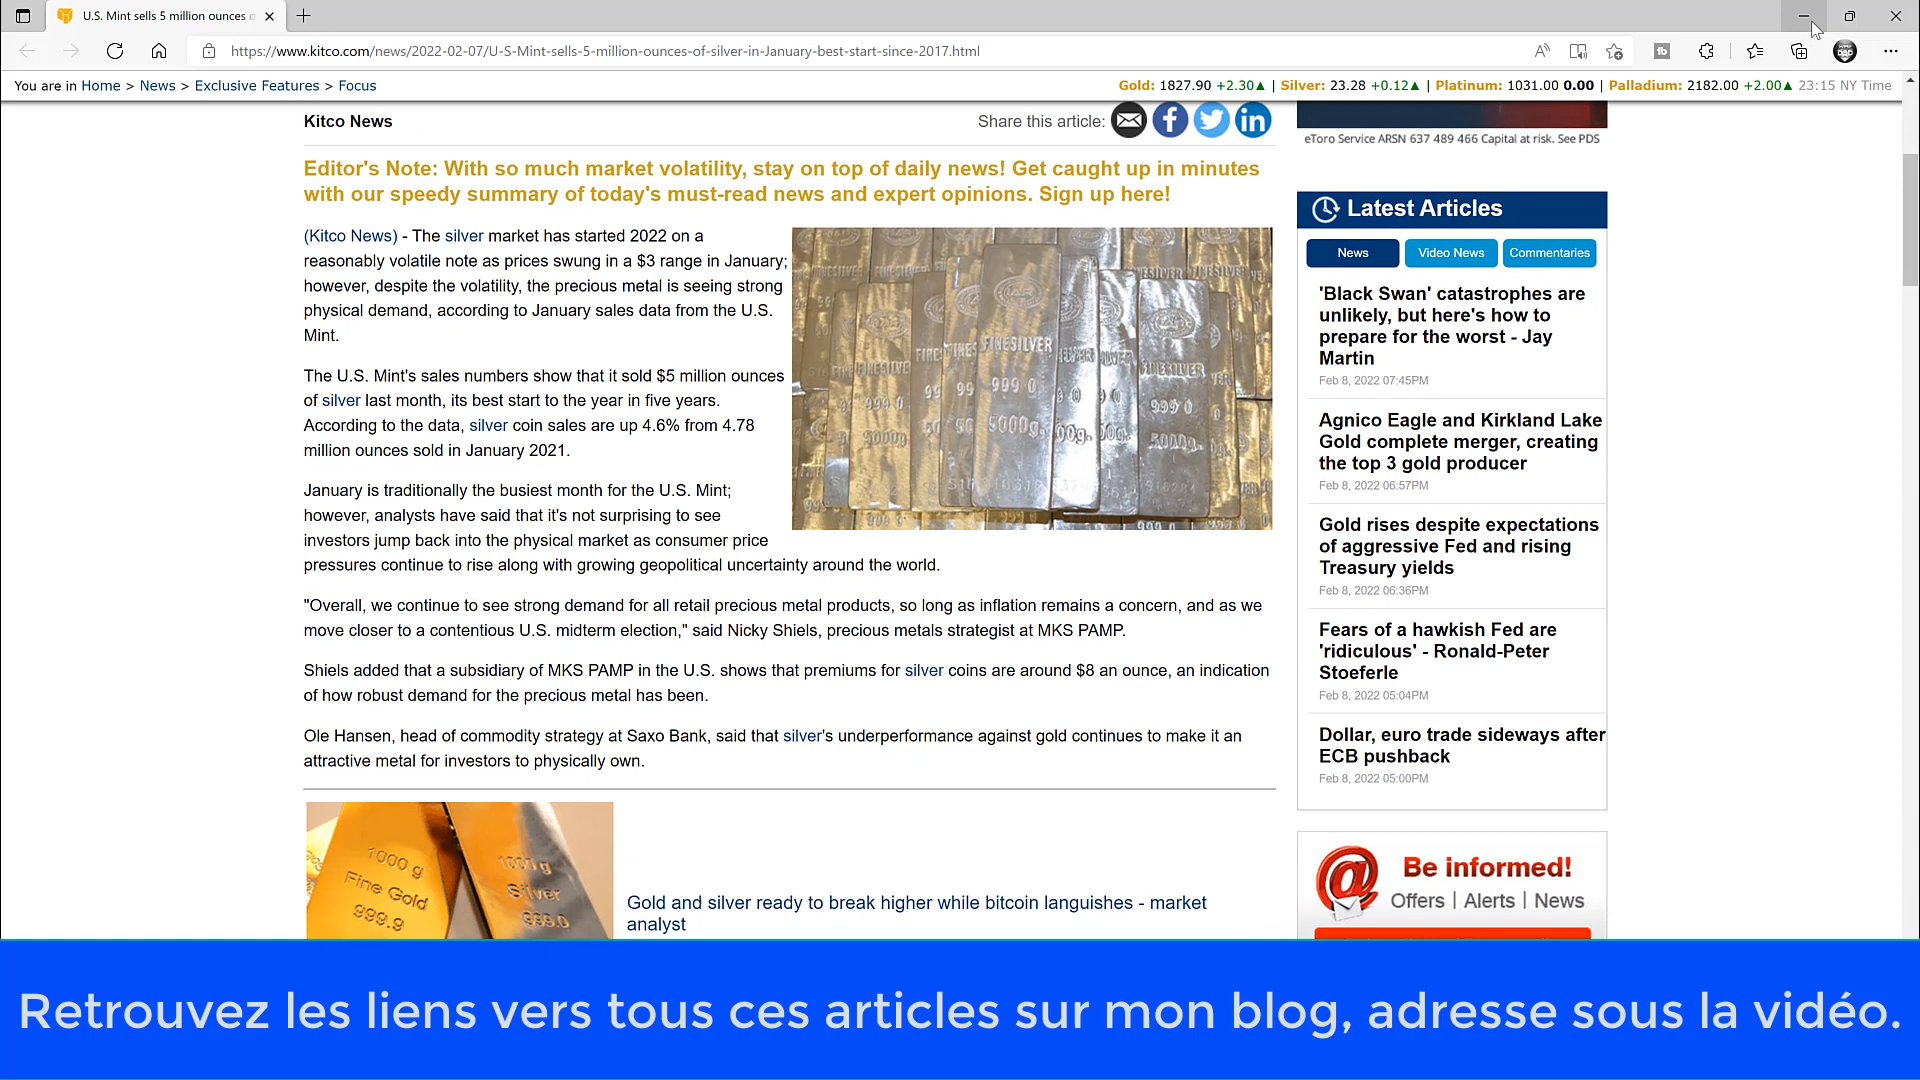 U.S. Mint sells 5 million ounces o
https://www.kitco.com/news/2022-02-07/U-S-Mint-sells-5-million-ounces-of-silver-in-January-best-start-since-2017.html
You are in Home > News > Exclusive Features > Focus
Gold: 1827.90 +2.30▲ | Silver: 23.28 +0.12▲ | Platinum: 1031.00 0.00 | Palladium: 2182.00 +2.00▲ 23:15 NY Time
Kitco News
Share this article:
Editor's Note: With so much market volatility, stay on top of daily news! Get caught up in minutes
with our speedy summary of today's must-read news and expert opinions. Sign up here!
(Kitco News) - The silver market has started 2022 on a
reasonably volatile note as prices swung in a $3 range in January;
however, despite the volatility, the precious metal is seeing strong
physical demand, according to January sales data from the U.S.
Mint.
The U.S. Mint's sales numbers show that it sold $5 million ounces
of silver last month, its best start to the year in five years.
According to the data, silver coin sales are up 4.6% from 4.78
million ounces sold in January 2021.
January is traditionally the busiest month for the U.S. Mint;
however, analysts have said that it's not surprising to see
investors jump back into the physical market as consumer price
pressures continue to rise along with growing geopolitical uncertainty around the world.
"Overall, we continue to see strong demand for all retail precious metal products, so long as inflation remains a concern, and as we
move closer to a contentious U.S. midterm election," said Nicky Shiels, precious metals strategist at MKS PAMP.
Shiels added that a subsidiary of MKS PAMP in the U.S. shows that premiums for silver coins are around $8 an ounce, an indication
of how robust demand for the precious metal has been.
Ole Hansen, head of commodity strategy at Saxo Bank, said that silver's underperformance against gold continues to make it an
attractive metal for investors to physically own.
FINESILVER
999 0
5000g.
1000 g
Fine Gold
999.9
1000 g
Silver
999.0
Gold and silver ready to break higher while bitcoin languishes - market
analyst
eToro Service ARSN 637 489 466 Capital at risk. See PDS
Latest Articles
News
Video News
Commentaries
'Black Swan' catastrophes are
unlikely, but here's how to
prepare for the worst - Jay
Martin
Feb 8, 2022 07:45PM
Agnico Eagle and Kirkland Lake
Gold complete merger, creating
the top 3 gold producer
Feb 8, 2022 06:57PM
Gold rises despite expectations
of aggressive Fed and rising
Treasury yields
Feb 8, 2022 06:36PM
Fears of a hawkish Fed are
'ridiculous' - Ronald-Peter
Stoeferle
Feb 8, 2022 05:04PM
Dollar, euro trade sideways after
ECB pushback
Feb 8, 2022 05:00PM
Be informed!
Offers | Alerts | News
Retrouvez les liens vers tous ces articles sur mon blog, adresse sous la vidéo.